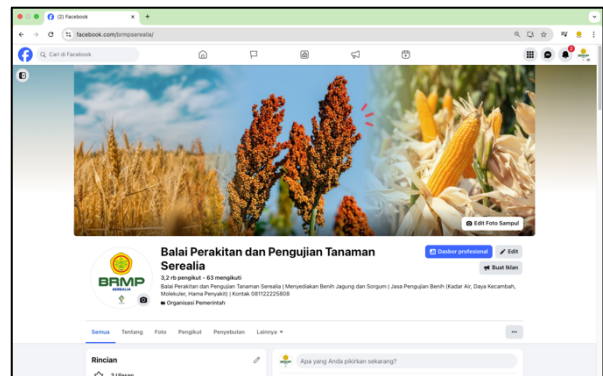 (2) Facebook
facebook.com/brmpserealia/
Cari di Facebook
Edit Foto Sampul
BRMP
SEREALIA
Balai Perakitan dan Pengujian Tanaman
Serealia
3,2 rb pengikut • 63 mengikuti
Balai Perakitan dan Pengujian Tanaman Serealia | Menyediakan Benih Jagung dan Sorgum | Jasa Pengujian Benih (Kadar Air, Daya Kecambah,
Molekuler, Hama Penyakit) | Kontak 081122225808
Organisasi Pemerintah
Dasbor profesional
Edit
Buat Iklan
Semua Tentang Foto Pengikut Penyebutan Lainnya
Rincian
Apa yang Anda pikirkan sekarang?